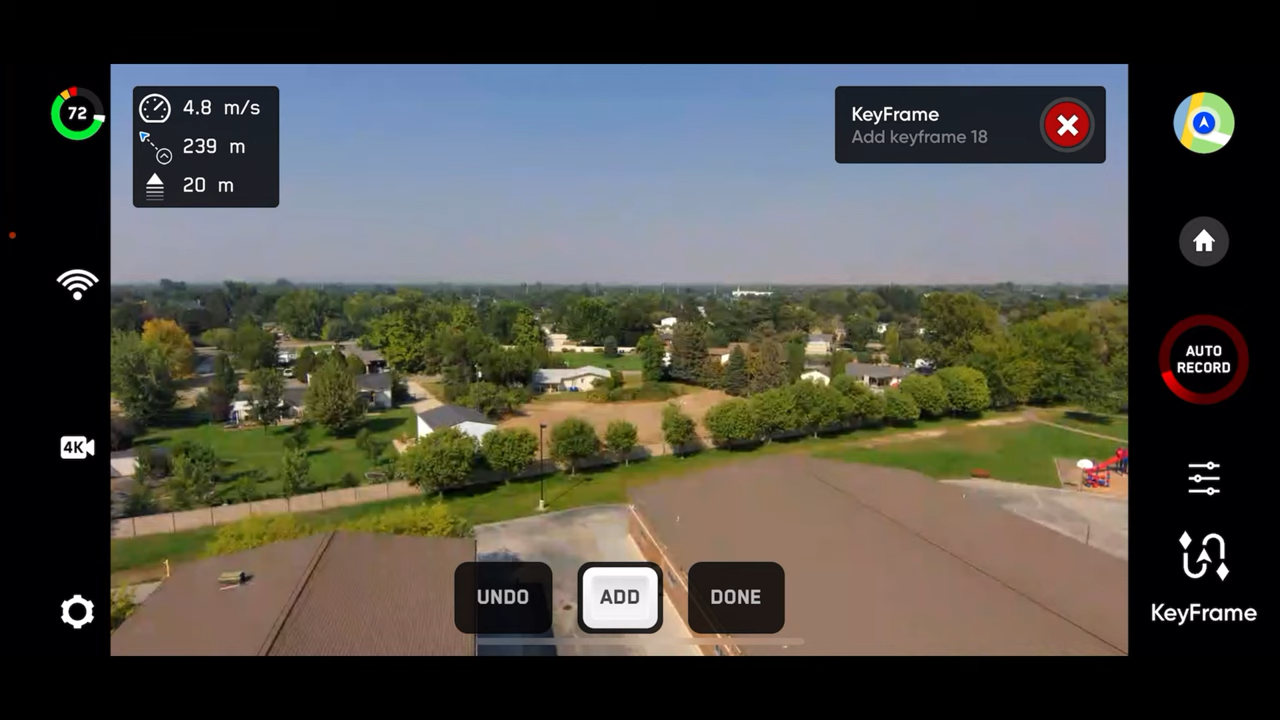 72
4.8 m/s
239 m
20 m
KeyFrame
Add keyframe 18
AUTO
RECORD
4K
UNDO
ADD
DONE
KeyFrame